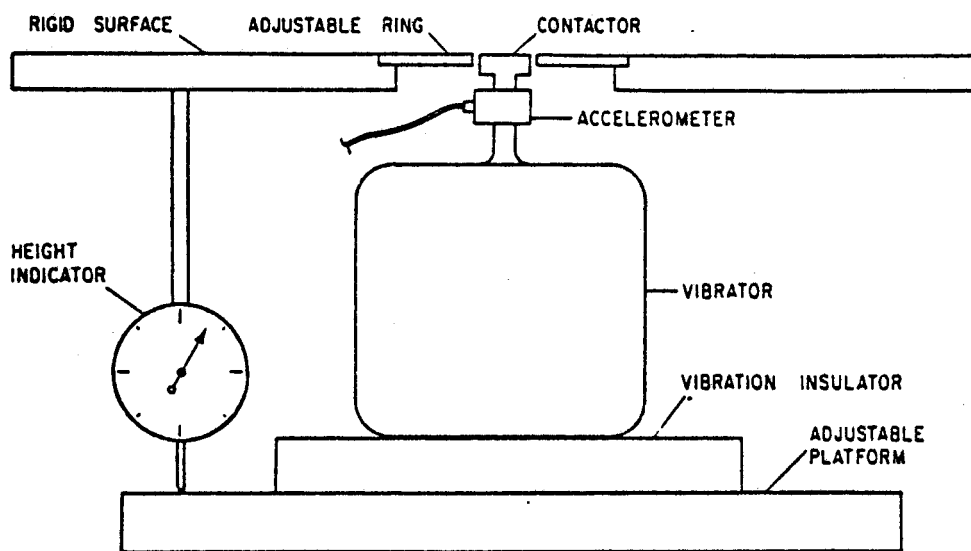 RIGID SURFACE
ADJUSTABLE RING
CONTACTOR
ACCELEROMETER
HEIGHT
INDICATOR
VIBRATOR
VIBRATION INSULATOR
ADJUSTABLE
PLATFORM